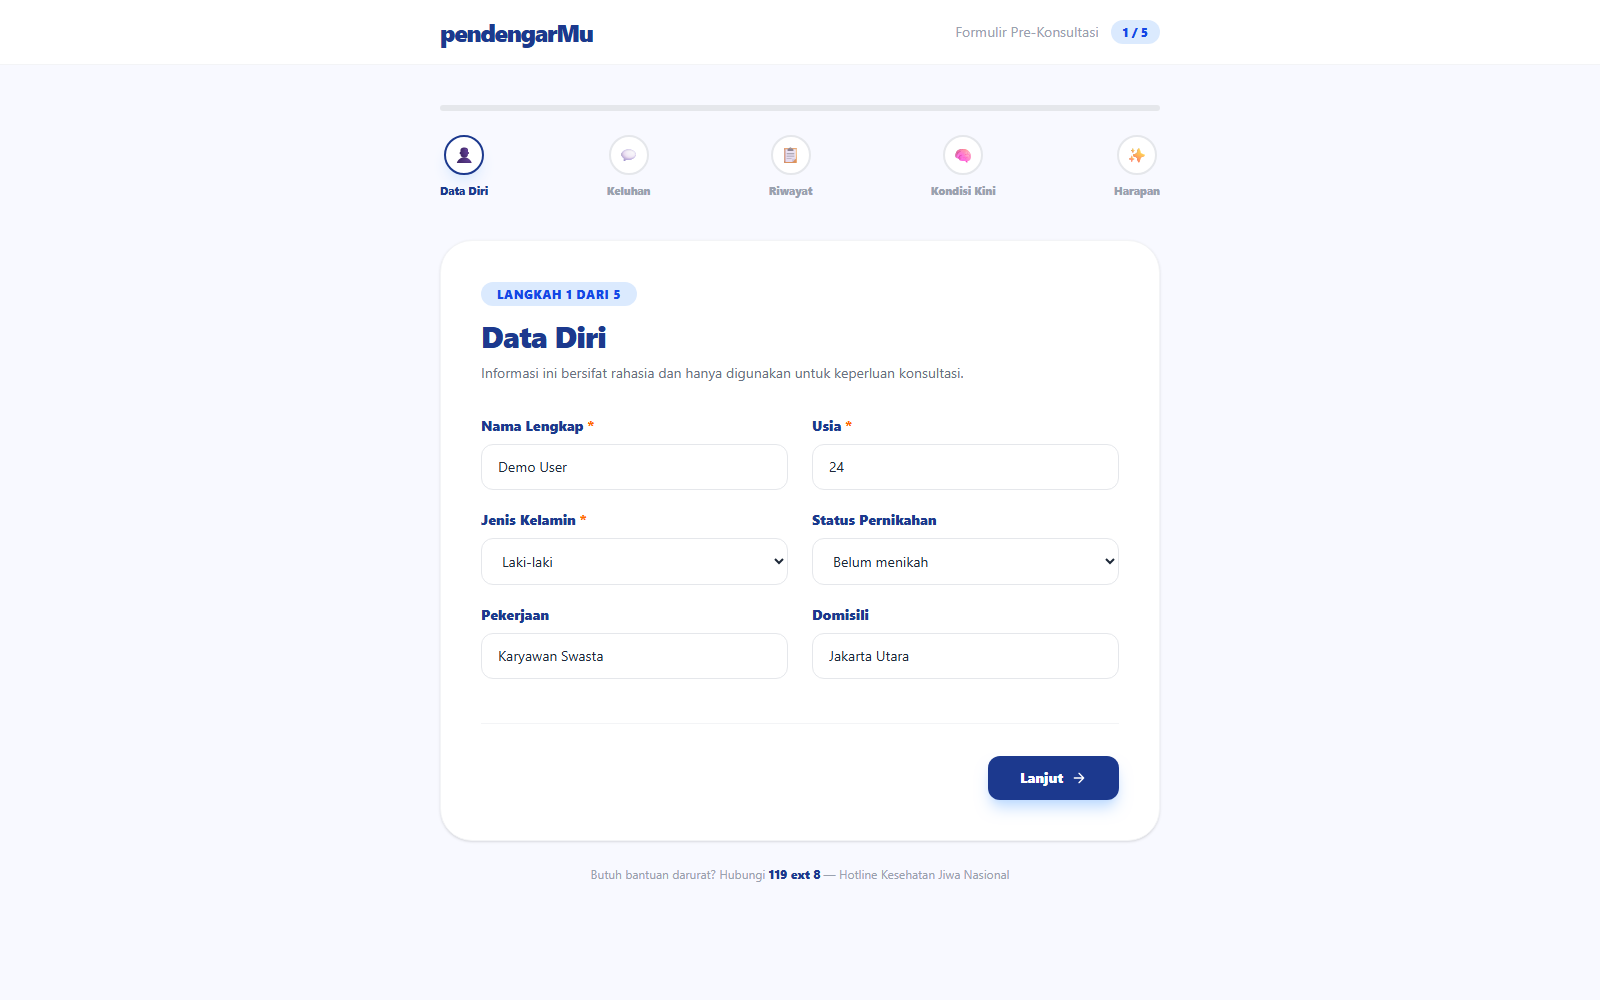 pendengarMu
Formulir Pre-Konsultasi 1 / 5
Data Diri Keluhan Riwayat Kondisi Kini Harapan
LANGKAH 1 DARI 5
Data Diri
Informasi ini bersifat rahasia dan hanya digunakan untuk keperluan konsultasi.
Nama Lengkap * Usia *
Demo User 24
Jenis Kelamin * Status Pernikahan
Laki-laki Belum menikah
Pekerjaan Domisili
Karyawan Swasta Jakarta Utara
Lanjut →
Butuh bantuan darurat? Hubungi 119 ext 8 — Hotline Kesehatan Jiwa Nasional